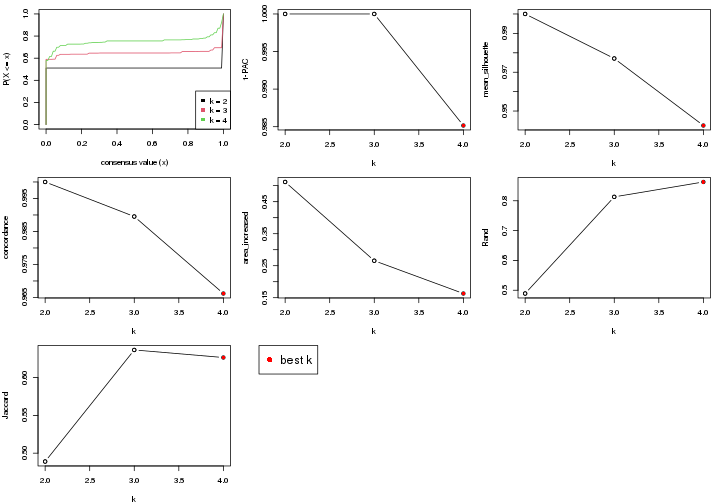 P(X <= x)
0.0 0.2 0.4 0.6 0.8 1.0
0.0 0.2 0.4 0.6 0.8 1.0
consensus value (x)
k = 2
k = 3
k = 4
1-PAC
0.985 0.990 0.995 1.000
2.0 2.5 3.0 3.5 4.0
k
mean_silhouette
0.95 0.97 0.99
2.0 2.5 3.0 3.5 4.0
k
concordance
0.965 0.975 0.985 0.995
2.0 2.5 3.0 3.5 4.0
k
area_increased
0.15 0.25 0.35 0.45
2.0 2.5 3.0 3.5 4.0
k
Rand
0.5 0.6 0.7 0.8
2.0 2.5 3.0 3.5 4.0
k
Jaccard
0.50 0.55 0.60
2.0 2.5 3.0 3.5 4.0
k
best k